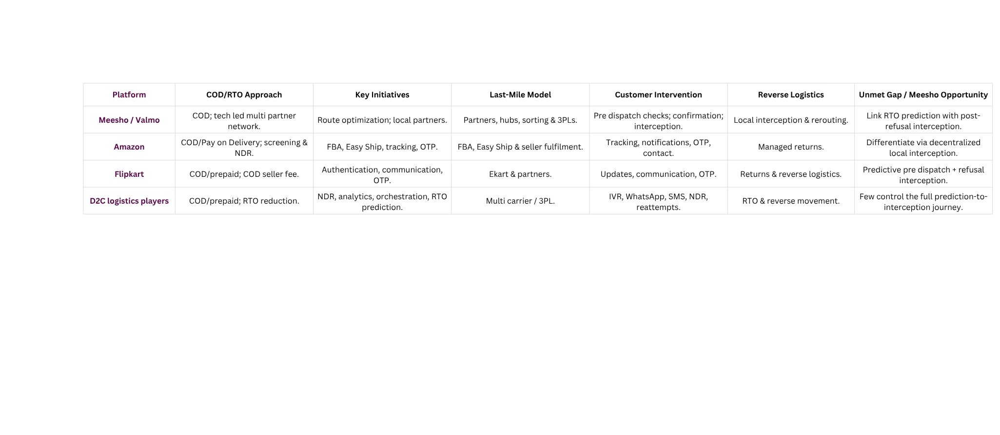 Platform
COD/RTO Approach
Key Initiatives
Last-Mile Model
Customer Intervention
Reverse Logistics
Unmet Gap / Meesho Opportunity
Meesho / Valmo
COD; tech led multi partner
network.
Route optimization; local partners.
Partners, hubs, sorting & 3PLs.
Pre dispatch checks; confirmation;
interception.
Local interception & rerouting.
Link RTO prediction with post-
refusal interception.
Amazon
COD/Pay on Delivery; screening &
NDR.
FBA, Easy Ship, tracking, OTP.
FBA, Easy Ship & seller fulfilment.
Tracking, notifications, OTP,
contact.
Managed returns.
Differentiate via decentralized
local interception.
Flipkart
COD/prepaid; COD seller fee.
Authentication, communication,
OTP.
Ekart & partners.
Updates, communication, OTP.
Returns & reverse logistics.
Predictive pre dispatch + refusal
interception.
D2C logistics players
COD/prepaid; RTO reduction.
NDR, analytics, orchestration, RTO
prediction.
Multi carrier / 3PL.
IVR, WhatsApp, SMS, NDR,
reattempts.
RTO & reverse movement.
Few control the full prediction-to-
interception journey.